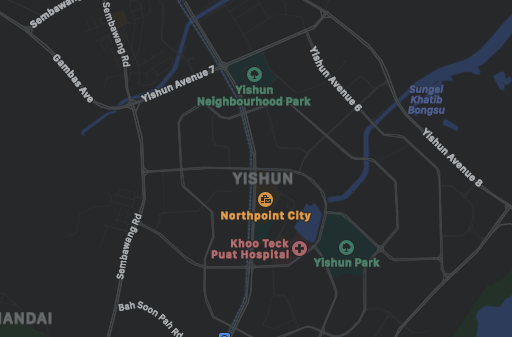 Sembawang
Sembawang Rd
Gambas Ave
Yishun Avenue 7
Yishun
Neighbourhood Park
Yishun Avenue 6
Sungei
Khatib
Bongsu
Yishun Avenue 8
YISHUN
Northpoint City
Khoo Teck
Puat Hospital
Yishun Park
Sembawang Rd
Bah Soon Pah Rd